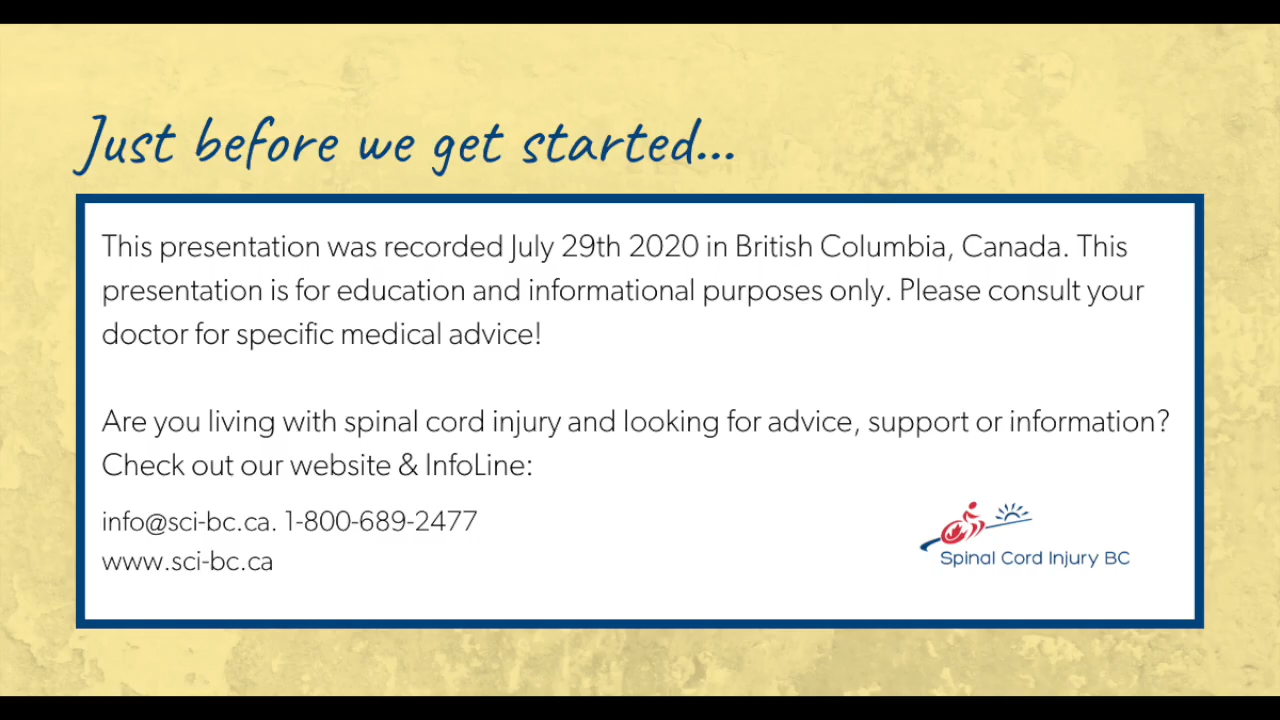 Just before we get started...
This presentation was recorded July 29th 2020 in British Columbia, Canada. This
presentation is for education and informational purposes only. Please consult your
doctor for specific medical advice!
Are you living with spinal cord injury and looking for advice, support or information?
Check out our website & InfoLine:
info@sci-bc.ca. 1-800-689-2477
www.sci-bc.ca
Spinal Cord Injury BC